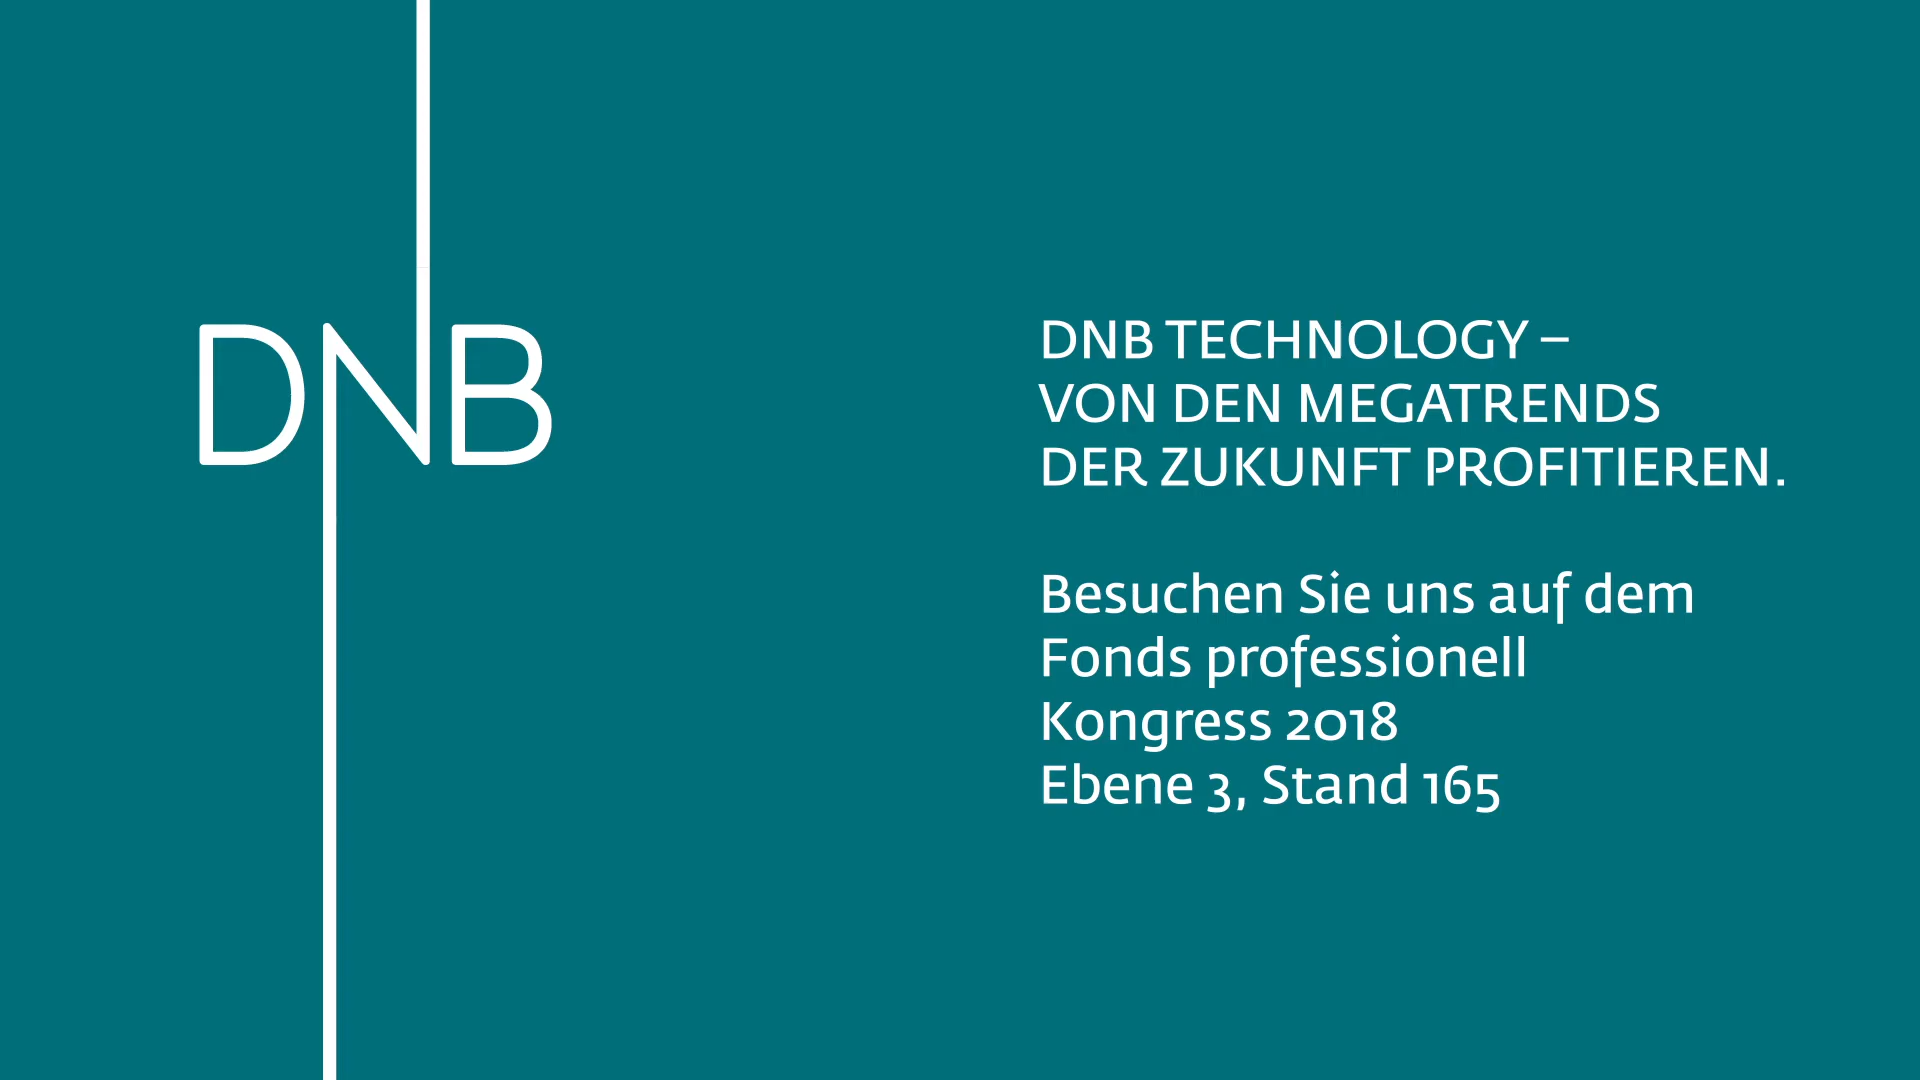 DNB
DNB TECHNOLOGY –
VON DEN MEGATRENDS
DER ZUKUNFT PROFITIEREN.
Besuchen Sie uns auf dem
Fonds professionell
Kongress 2018
Ebene 3, Stand 165